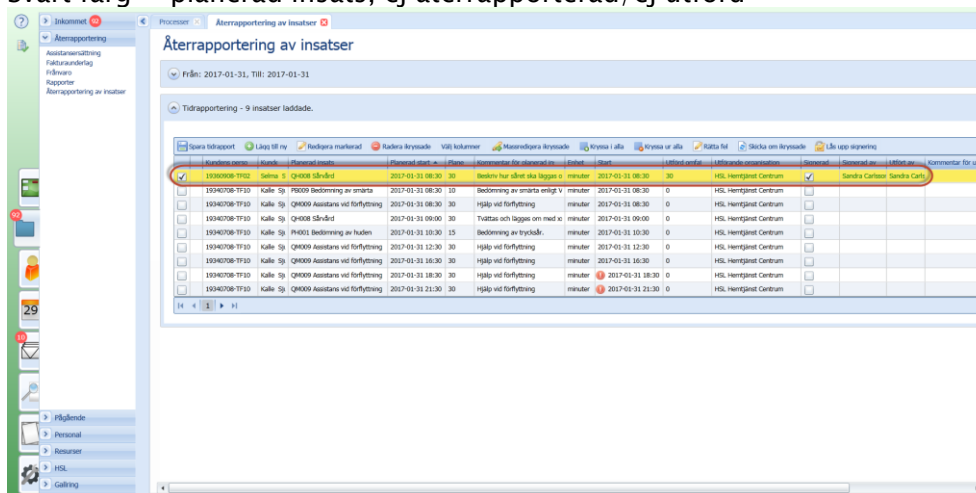 Svart färg = planerad insats, ej återrapporterad/ej utförd
Inkommet 92
Återrapportering
Assistansersättning
Fakturaunderlag
Frånvaro
Rapporter
Återrapportering av insatser
Processer Återrapportering av insatser
Återrapportering av insatser
Från: 2017-01-31, Till: 2017-01-31
Tidrapportering - 9 insatser laddade.
Spara tidrapport Lägg till ny Redigera markerad Radera ikryssade Välj kolumner Massredigera ikryssade Kryssa i alla Kryssa ur alla Rätta fel Skicka om ikryssade Lås upp signering
Kundens perso Kundr Planerad insats Planerad start Plane Kommentar för planerad in Enhet Start Utförd omfat Utförande organisation Signerad Signerad av Utfört av Kommentar för u
19360908-TF02 Selma S QH008 Sårvård 2017-01-31 08:30 30 Beskriv hur såret ska läggas o minuter 2017-01-31 08:30 30 HSL Hemtjänst Centrum Sandra Carlsson Sandra Carls
19340708-TF10 Kalle Sju PB009 Bedömning av smärta 2017-01-31 08:30 10 Bedömning av smärta enligt V minuter 2017-01-31 08:30 0 HSL Hemtjänst Centrum
19340708-TF10 Kalle Sju QM009 Assistans vid förflyttning 2017-01-31 08:30 30 Hjälp vid förflyttning minuter 2017-01-31 08:30 0 HSL Hemtjänst Centrum
19340708-TF10 Kalle Sju QH008 Sårvård 2017-01-31 09:00 30 Tvättas och läggas om med xx minuter 2017-01-31 09:00 0 HSL Hemtjänst Centrum
19340708-TF10 Kalle Sju PH001 Bedömning av huden 2017-01-31 10:30 15 Bedömning av trycksår. minuter 2017-01-31 10:30 0 HSL Hemtjänst Centrum
19340708-TF10 Kalle Sju QM009 Assistans vid förflyttning 2017-01-31 12:30 30 Hjälp vid förflyttning minuter 2017-01-31 12:30 0 HSL Hemtjänst Centrum
19340708-TF10 Kalle Sju QM009 Assistans vid förflyttning 2017-01-31 16:30 30 Hjälp vid förflyttning minuter 2017-01-31 16:30 0 HSL Hemtjänst Centrum
19340708-TF10 Kalle Sju QM009 Assistans vid förflyttning 2017-01-31 18:30 30 Hjälp vid förflyttning minuter 2017-01-31 18:30 0 HSL Hemtjänst Centrum
19340708-TF10 Kalle Sju QM009 Assistans vid förflyttning 2017-01-31 21:30 30 Hjälp vid förflyttning minuter 2017-01-31 21:30 0 HSL Hemtjänst Centrum
1
92
29
10
Pågående
Personal
Resurser
HSL
Gallring